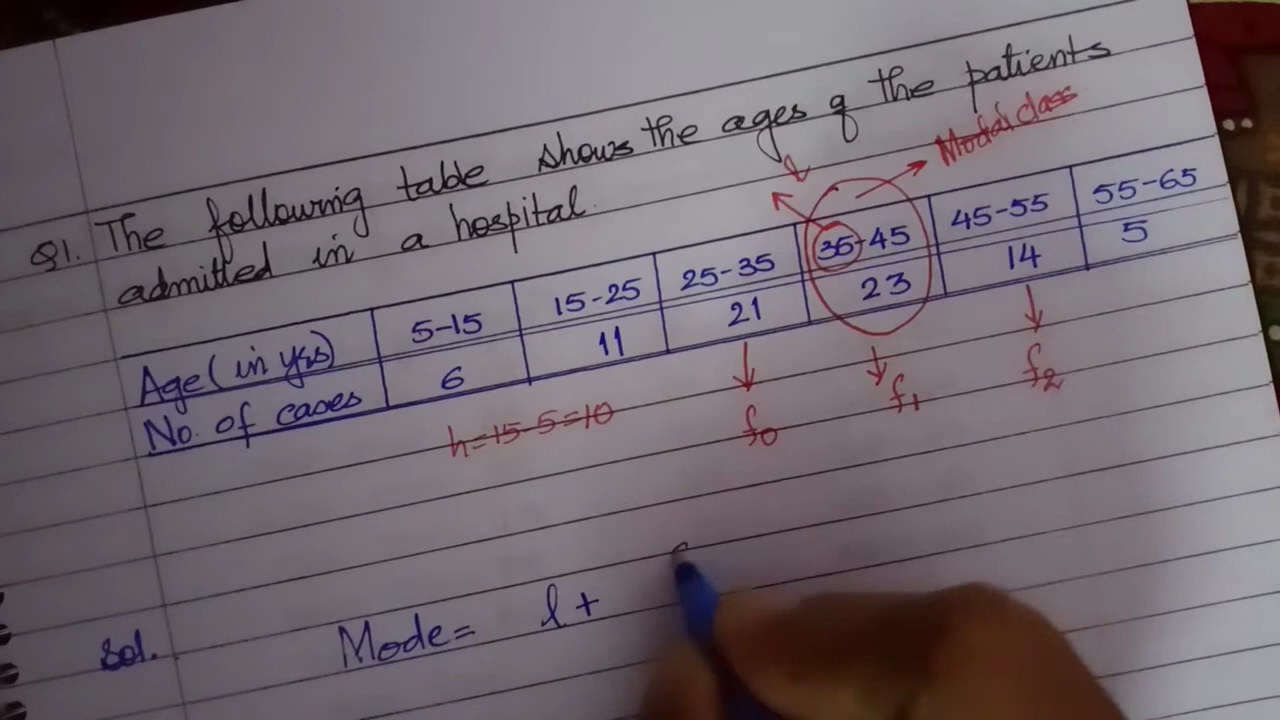 Q1. The following table shows the ages of the patients
admitted in a hospital.
l
Modal class
Age (in yrs) 5-15 15-25 25-35 35-45 45-55 55-65
No. of cases 6 11 21 23 14 5
h=15-5=10 f0 f1 f2
Sol. Mode= l+